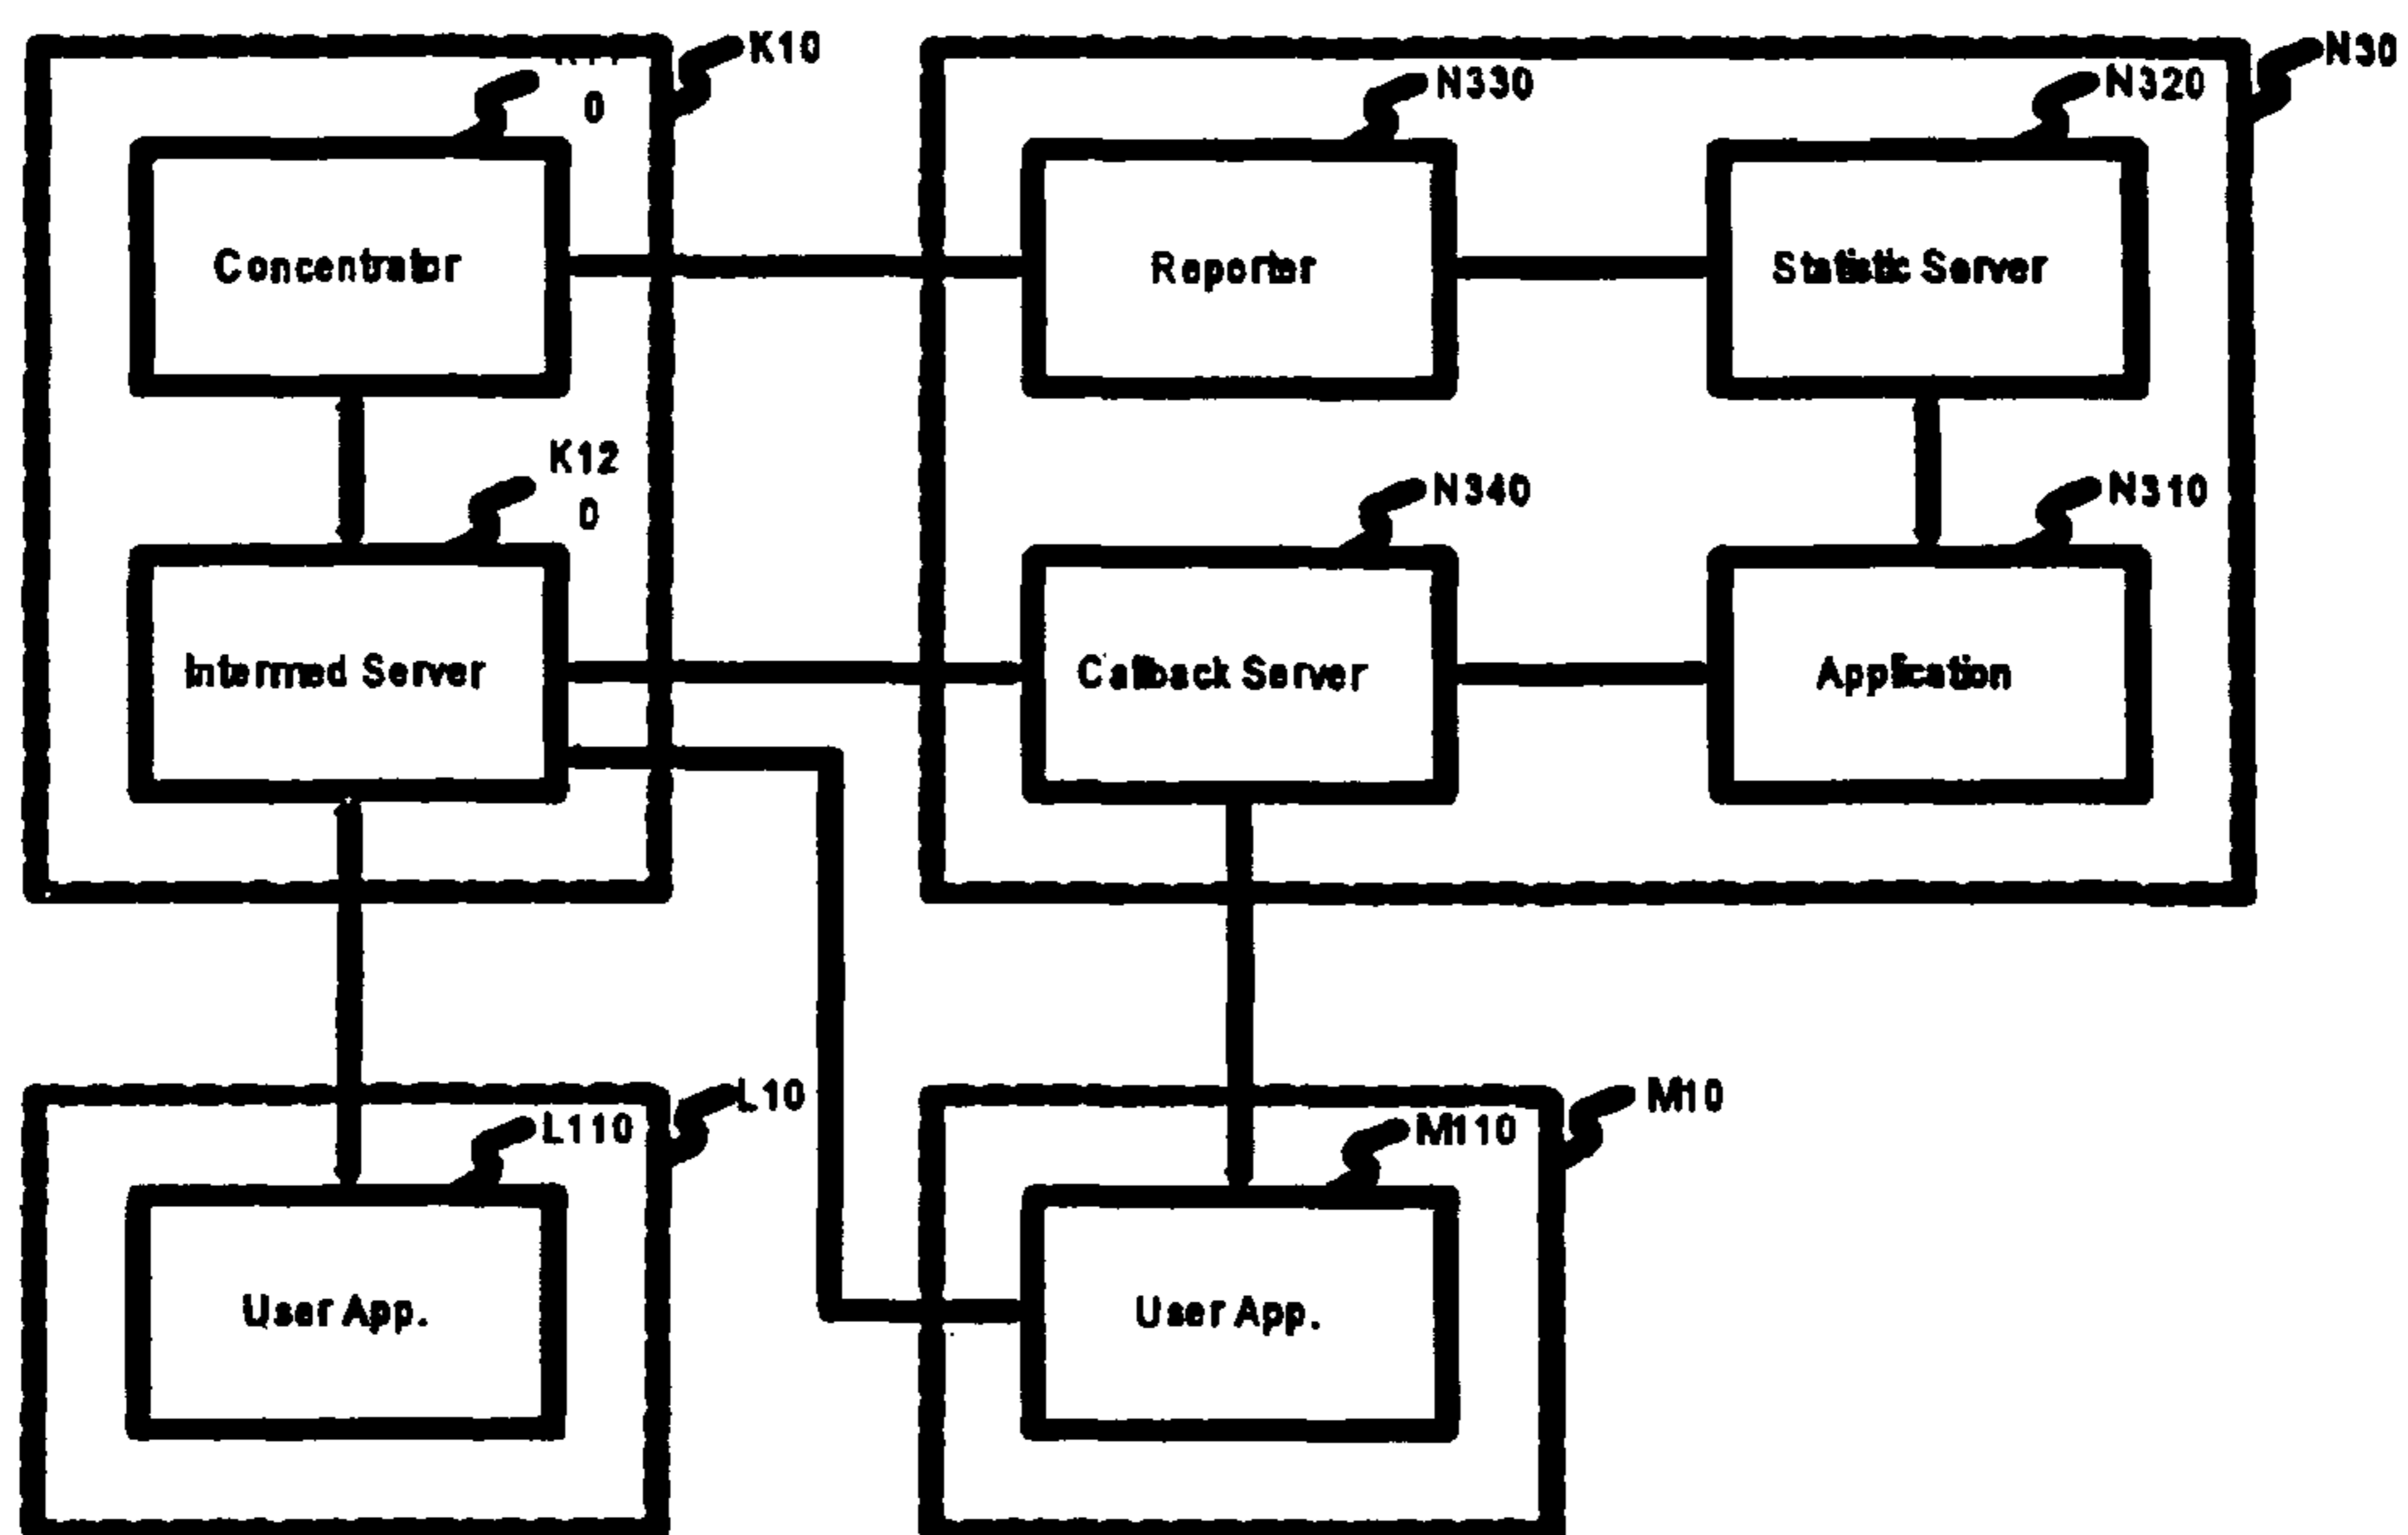 K10
N30
N330
N320
0
Concentrator
Reporter
Statistic Server
K12
0
N340
N310
Intermed Server
Callback Server
Application
L10
M10
L110
M110
User App.
User App.